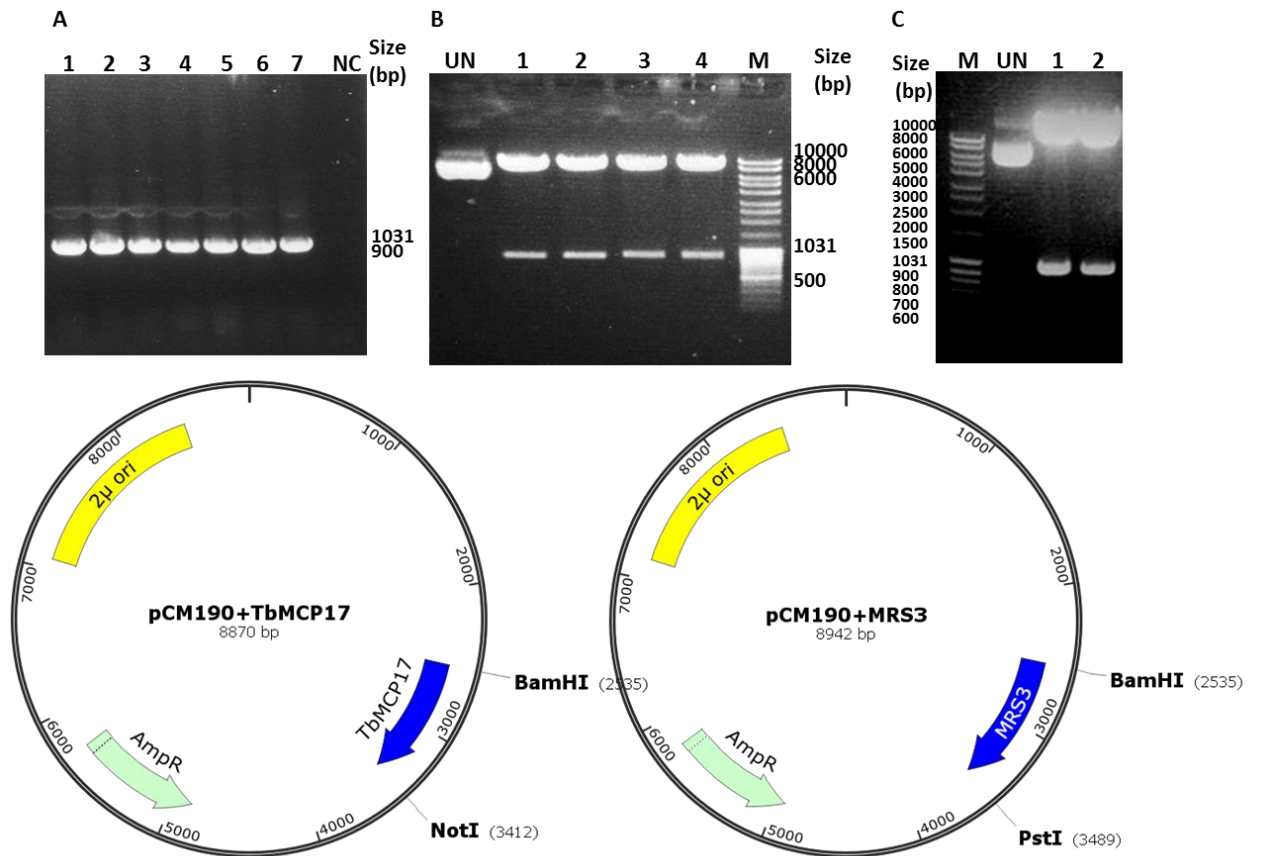 A
1 2 3 4 5 6 7 NC
Size
(bp)
1031
900
B
UN 1 2 3 4 M
Size
(bp)
10000
8000
6000
1031
500
C
Size
(bp)
M UN 1 2
10000
8000
6000
5000
4000
3000
2500
2000
1500
1031
900
800
700
600
pCM190+TbMCP17
8870 bp
1000
2000
3000
4000
5000
6000
7000
8000
2µ ori
TbMCP17
AmpR
BamHI (2535)
NotI (3412)
pCM190+MRS3
8942 bp
1000
2000
3000
4000
5000
6000
7000
8000
2µ ori
MRS3
AmpR
BamHI (2535)
PstI (3489)